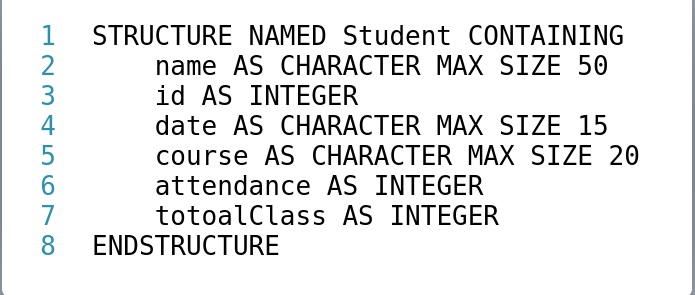 1 STRUCTURE NAMED Student CONTAINING
2     name AS CHARACTER MAX SIZE 50
3     id AS INTEGER
4     date AS CHARACTER MAX SIZE 15
5     course AS CHARACTER MAX SIZE 20
6     attendance AS INTEGER
7     totoalClass AS INTEGER
8 ENDSTRUCTURE